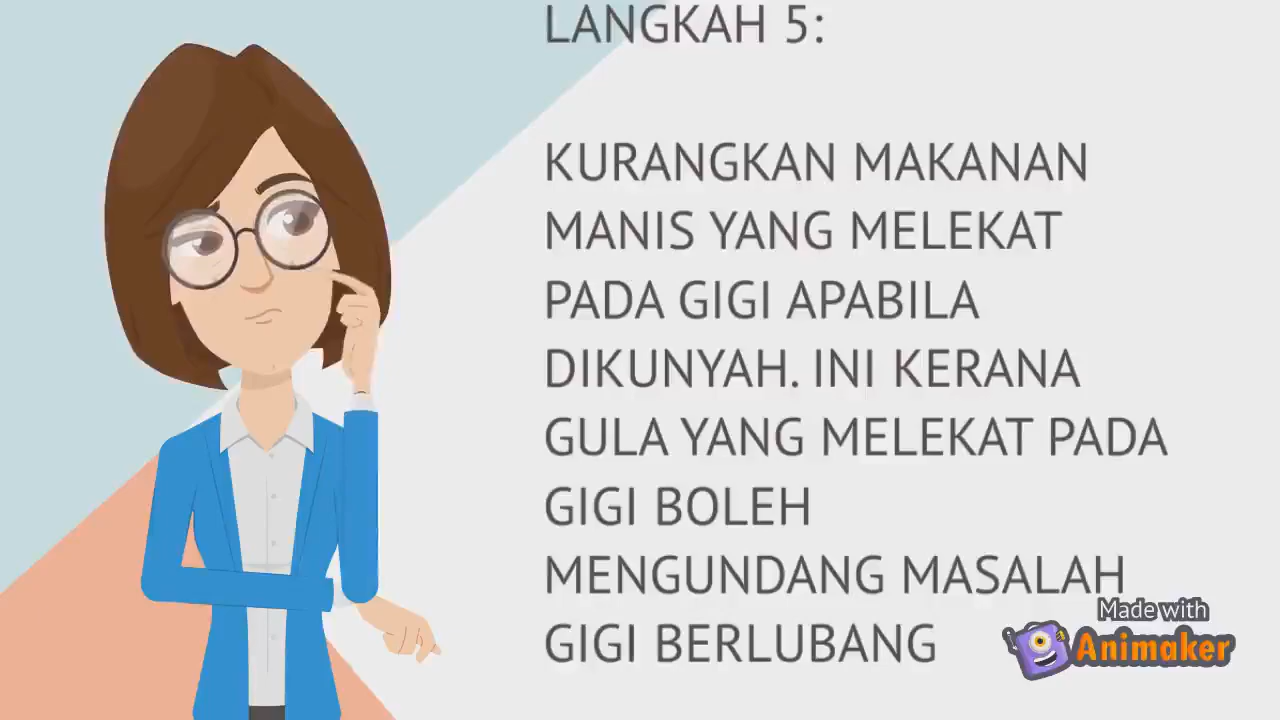 LANGKAH 5:
KURANGKAN MAKANAN
MANIS YANG MELEKAT
PADA GIGI APABILA
DIKUNYAH. INI KERANA
GULA YANG MELEKAT PADA
GIGI BOLEH
MENGUNDANG MASALAH
GIGI BERLUBANG
Made with
Animaker